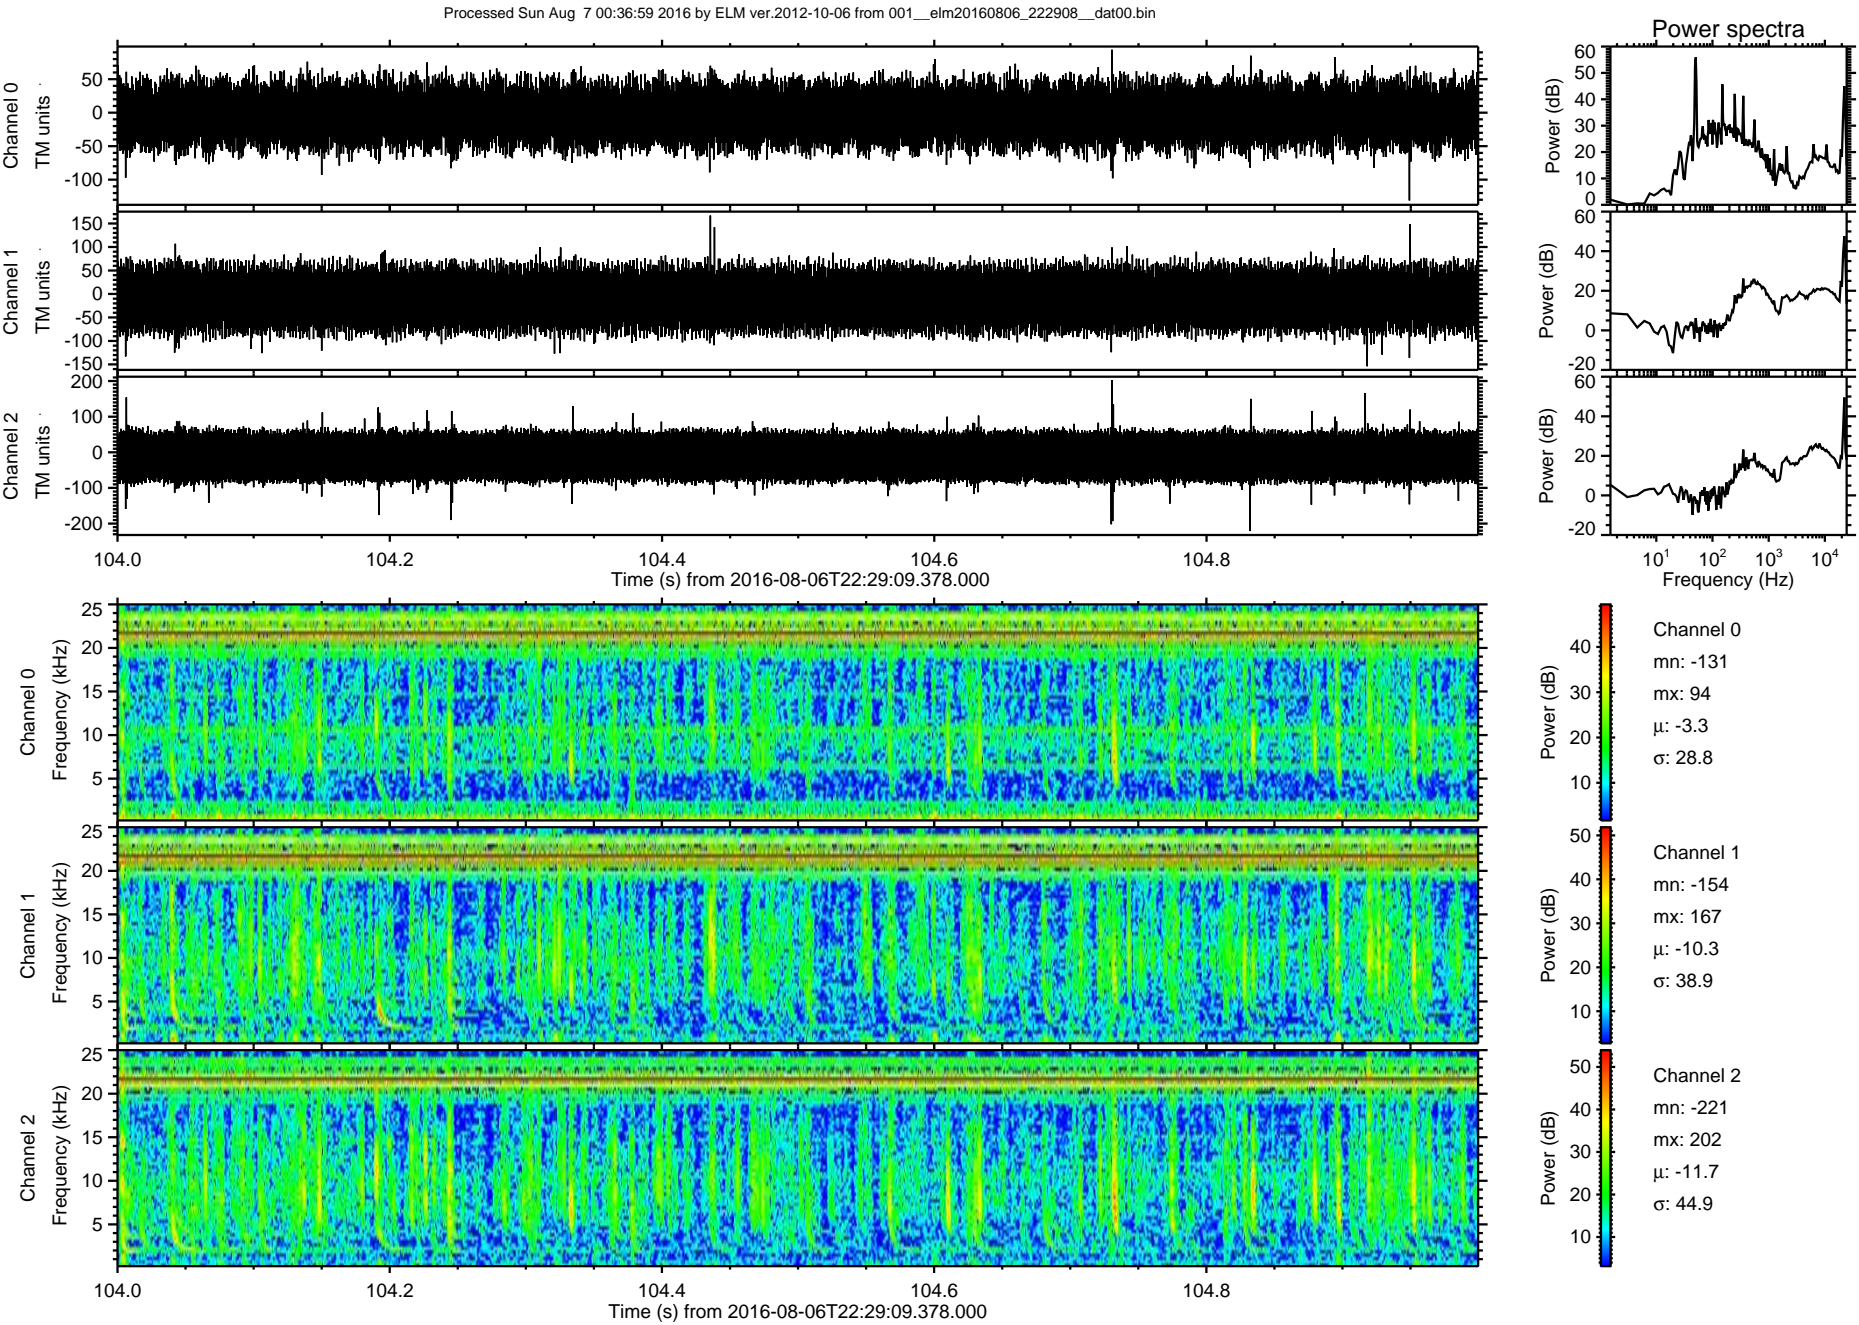 Processed Sun Aug  7 00:36:59 2016 by ELM ver.2012-10-06 from 001__elm20160806_222908__dat00.bin
Power spectra
Channel 0
TM units
50
0
-50
-100
Power (dB)
60
50
40
30
20
10
0
Channel 1
TM units
150
100
50
0
-50
-100
-150
Power (dB)
60
40
20
0
-20
Channel 2
TM units
200
100
0
-100
-200
Power (dB)
60
40
20
0
-20
104.0 104.2 104.4 104.6 104.8
Time (s) from 2016-08-06T22:29:09.378.000
10¹ 10² 10³ 10⁴
Frequency (Hz)
Channel 0
Frequency (kHz)
25
20
15
10
5
Power (dB)
40
30
20
10
Channel 0
mn: -131
mx: 94
µ: -3.3
σ: 28.8
Channel 1
Frequency (kHz)
25
20
15
10
5
Power (dB)
50
40
30
20
10
Channel 1
mn: -154
mx: 167
µ: -10.3
σ: 38.9
Channel 2
Frequency (kHz)
25
20
15
10
5
Power (dB)
50
40
30
20
10
Channel 2
mn: -221
mx: 202
µ: -11.7
σ: 44.9
104.0 104.2 104.4 104.6 104.8
Time (s) from 2016-08-06T22:29:09.378.000